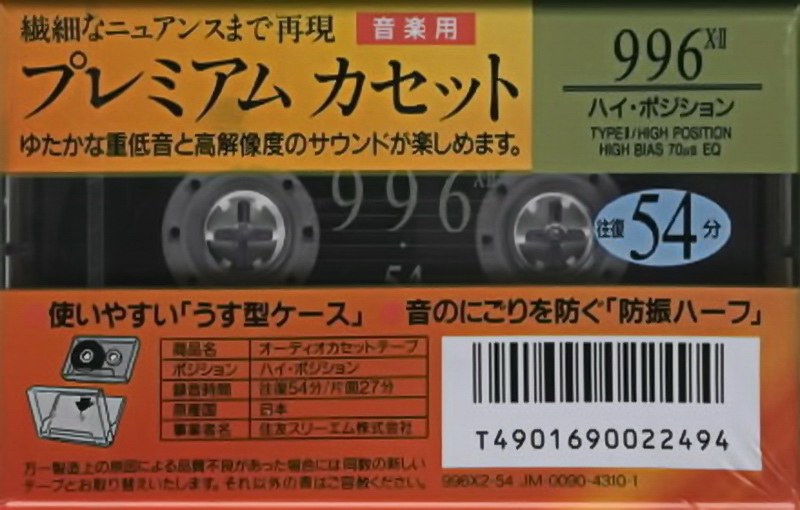 繊細なニュアンスまで再現
音楽用
プレミアム カセット
ゆたかな重低音と高解像度のサウンドが楽しめます。
996XⅡ
ハイ・ポジション
TYPEⅡ/HIGH POSITION
HIGH BIAS 70μs EQ
996XⅡ
54
往復54分
使いやすい「うす型ケース」
音のにごりを防ぐ「防振ハーフ」
商品名 オーディオカセットテープ
ポジション ハイ・ポジション
録音時間 往復54分/片面27分
原産国 日本
事業者名 住友スリーエム株式会社
T4901690022494
万一製造上の原因による品質不良があった場合には同数の新しい
テープとお取り替えいたします。それ以外の責はご容赦ください。
996X2-54 JM-0090-4310-1